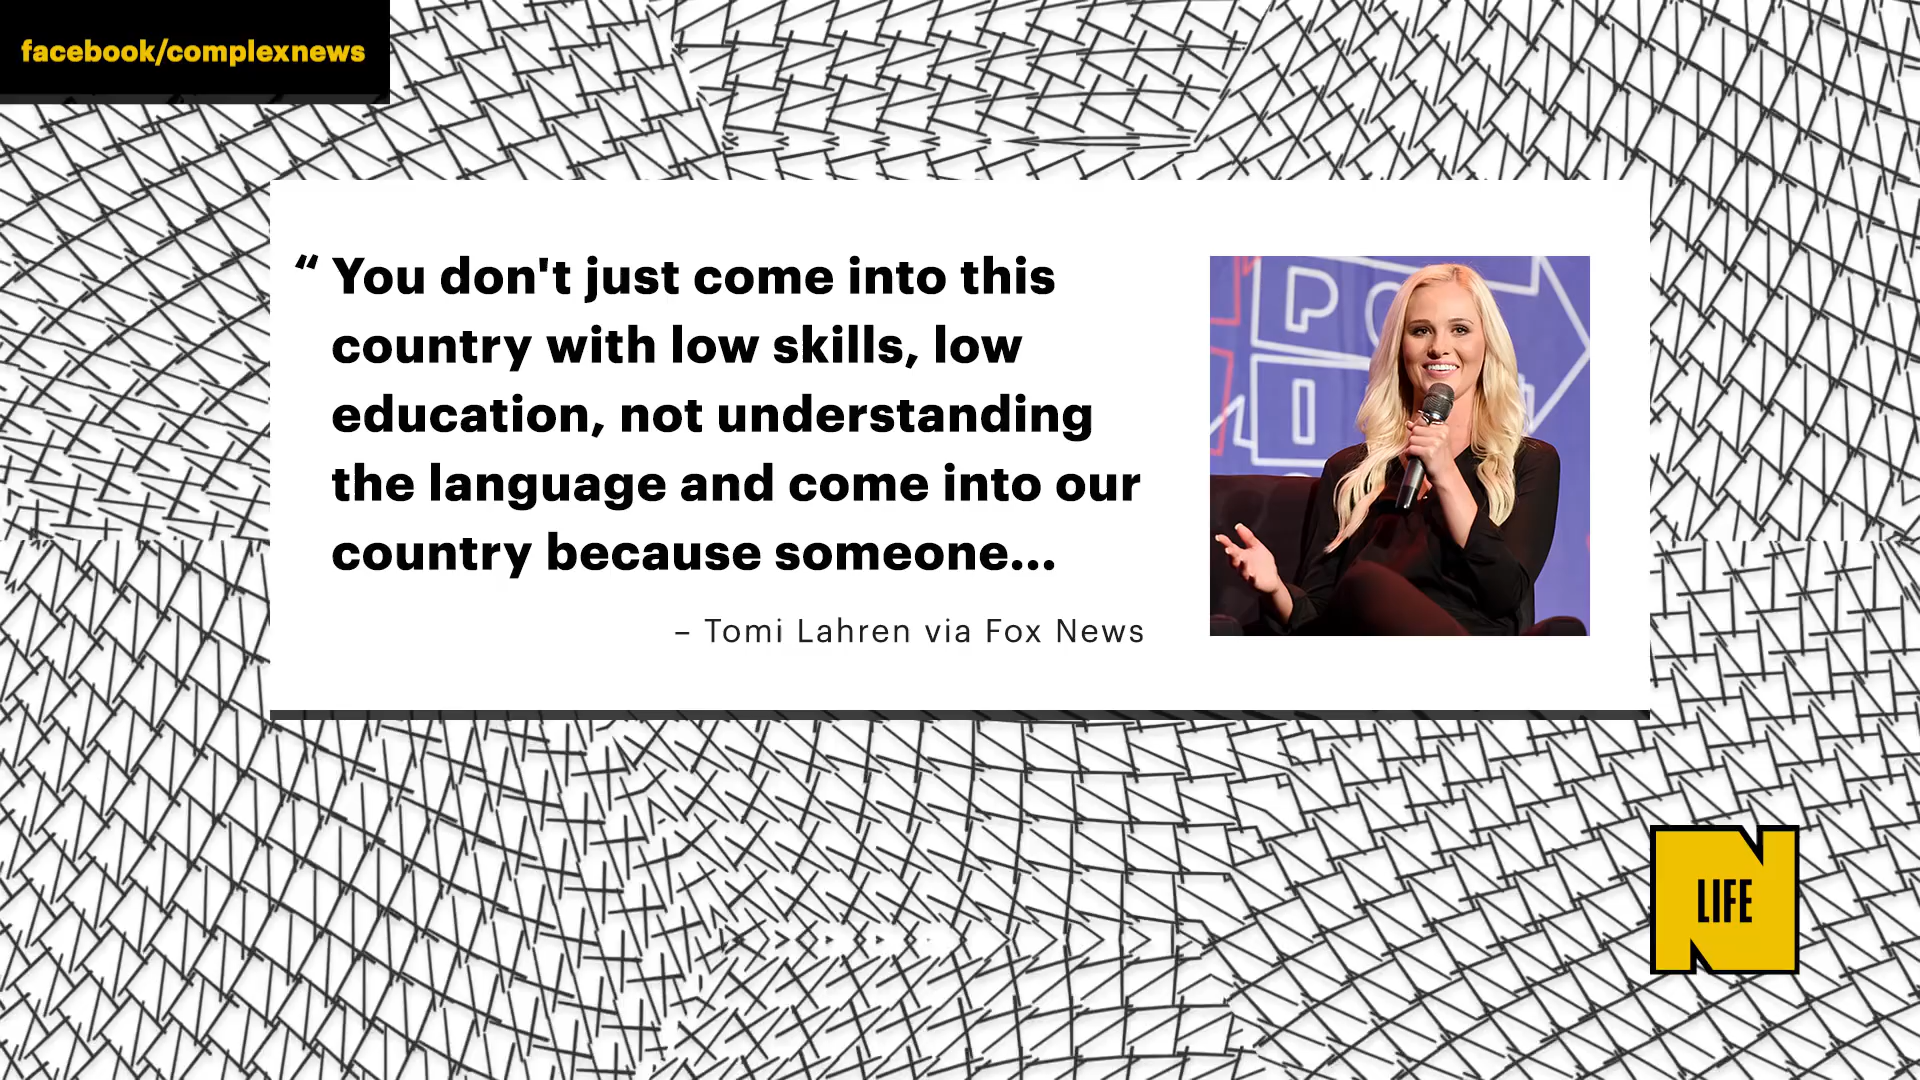 facebook/complexnews
“ You don't just come into this
country with low skills, low
education, not understanding
the language and come into our
country because someone...
– Tomi Lahren via Fox News
PO
LIFE